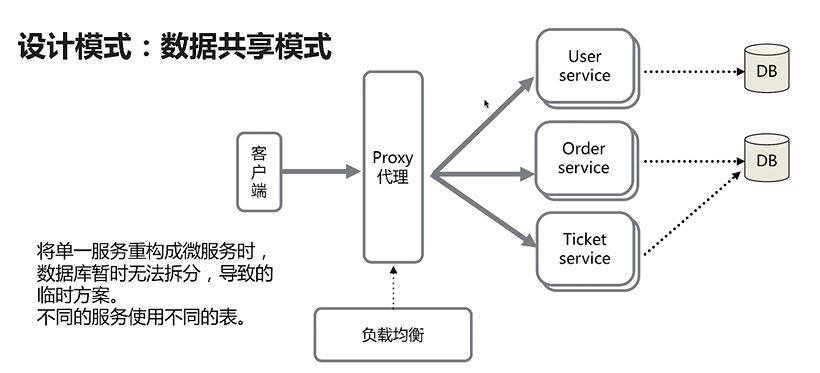 设计模式：数据共享模式
User
service
DB
Order
service
DB
Ticket
service
Proxy
代理
客
户
端
将单一服务重构成微服务时，
数据库暂时无法拆分，导致的
临时方案。
不同的服务使用不同的表。
负载均衡